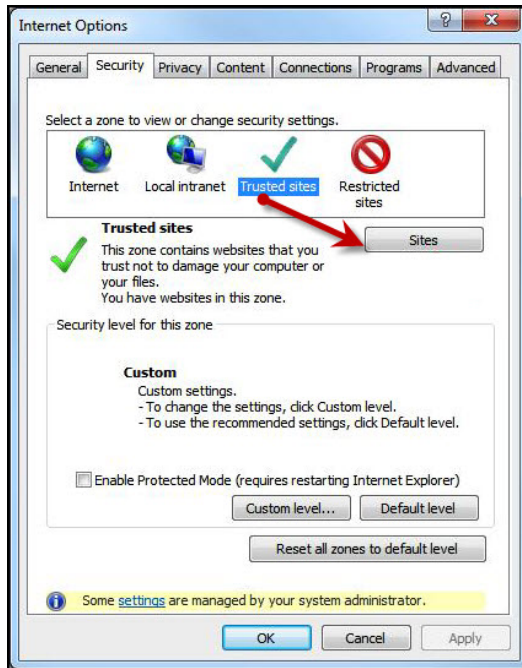 Internet Options
General Security Privacy Content Connections Programs Advanced
Select a zone to view or change security settings.
Internet Local intranet Trusted sites Restricted
sites
Trusted sites
Sites
This zone contains websites that you
trust not to damage your computer or
your files.
You have websites in this zone.
Security level for this zone
Custom
Custom settings.
- To change the settings, click Custom level.
- To use the recommended settings, click Default level.
Enable Protected Mode (requires restarting Internet Explorer)
Custom level... Default level
Reset all zones to default level
Some settings are managed by your system administrator.
OK Cancel Apply